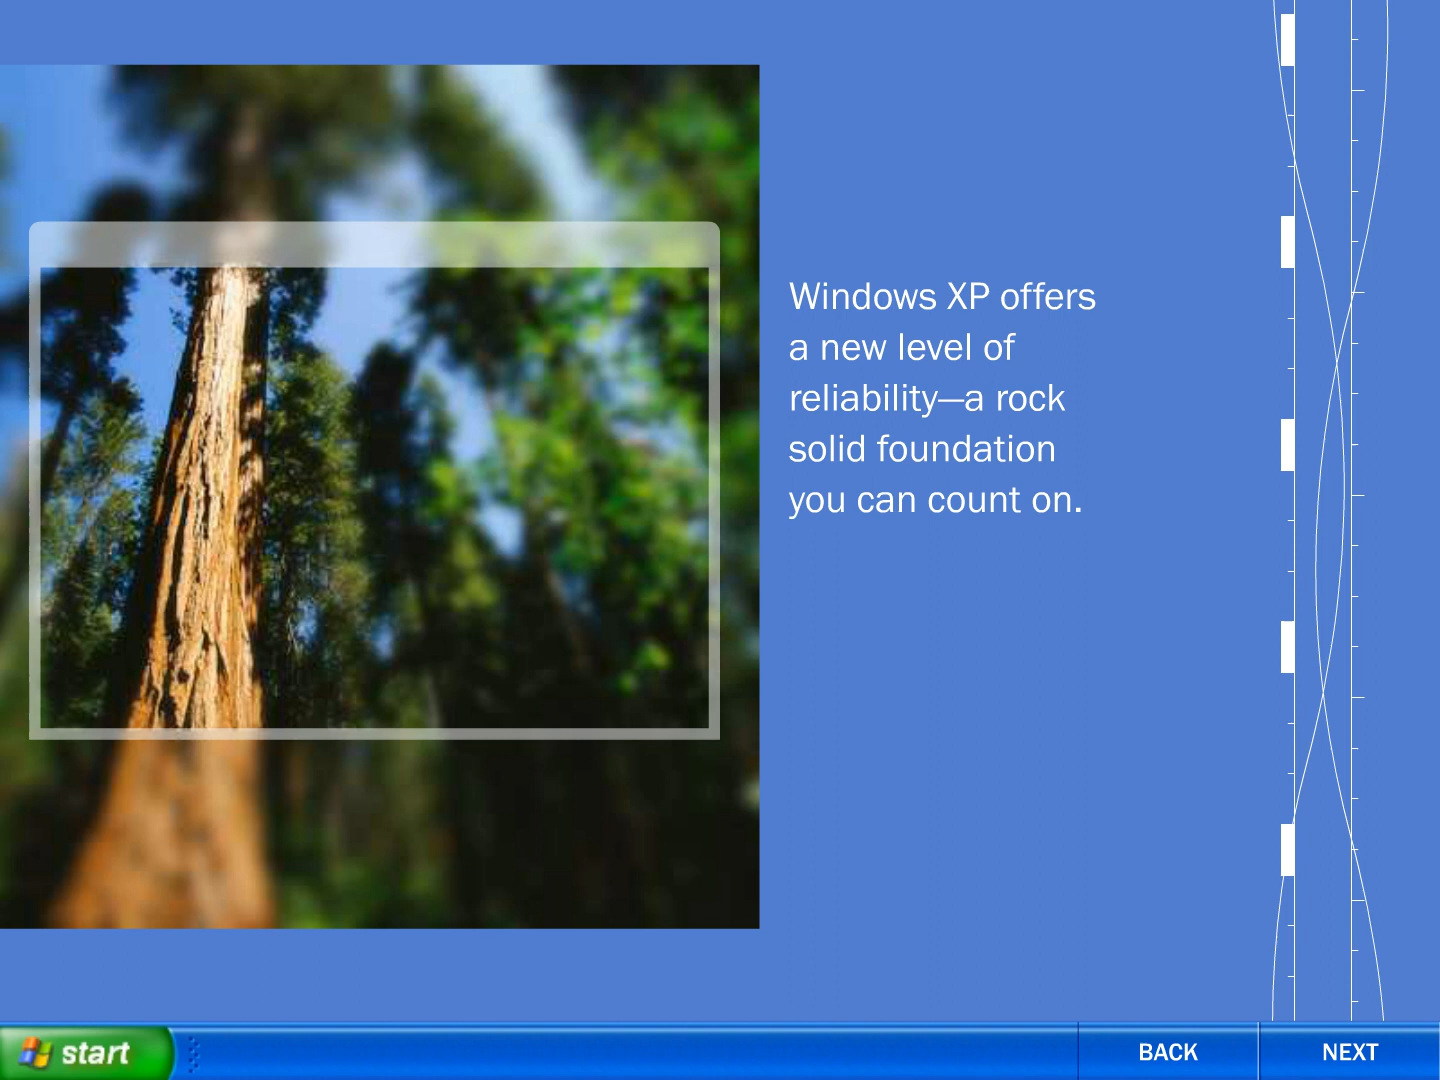 Windows XP offers
a new level of
reliability—a rock
solid foundation
you can count on.
start
BACK
NEXT